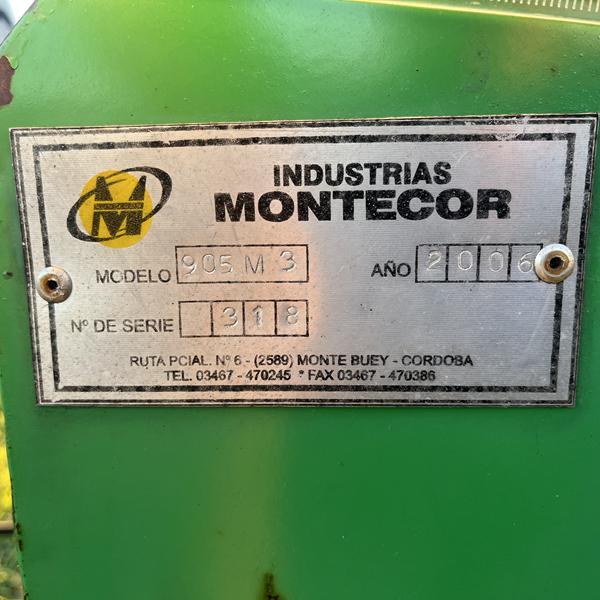 INDUSTRIAS
MONTECOR
MODELO 905 M 3 AÑO 2006
Nº DE SERIE 318
RUTA PCIAL. Nº 6 - (2589) MONTE BUEY - CORDOBA
TEL. 03467 - 470245 * FAX 03467 - 470386